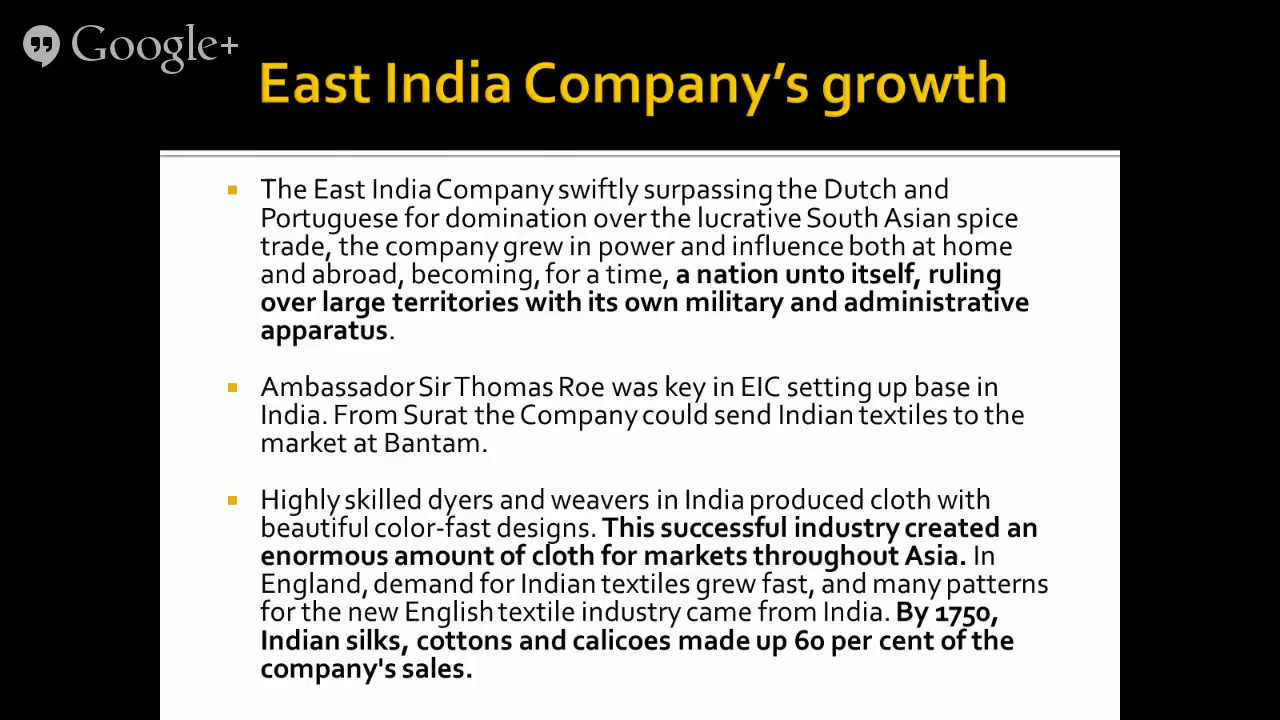 Google+
East India Company’s growth
The East India Company swiftly surpassing the Dutch and
Portuguese for domination over the lucrative South Asian spice
trade, the company grew in power and influence both at home
and abroad, becoming, for a time, a nation unto itself, ruling
over large territories with its own military and administrative
apparatus.
Ambassador Sir Thomas Roe was key in EIC setting up base in
India. From Surat the Company could send Indian textiles to the
market at Bantam.
Highly skilled dyers and weavers in India produced cloth with
beautiful color-fast designs. This successful industry created an
enormous amount of cloth for markets throughout Asia. In
England, demand for Indian textiles grew fast, and many patterns
for the new English textile industry came from India. By 1750,
Indian silks, cottons and calicoes made up 60 per cent of the
company's sales.